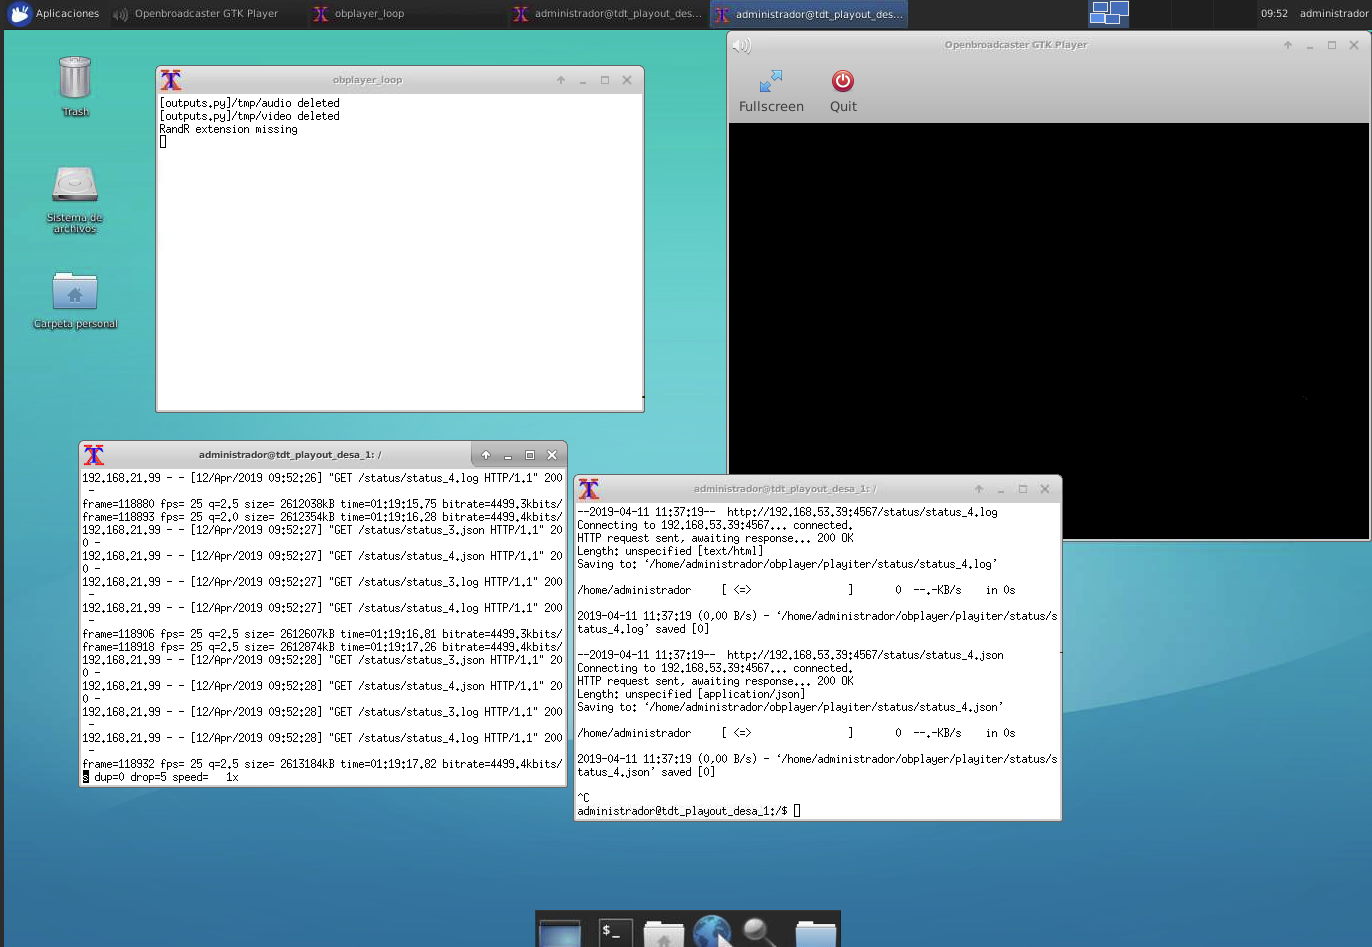 Aplicaciones
Openbroadcaster GTK Player
obplayer_loop
administrador@tdt_playout_des...
administrador@tdt_playout_des...
09:52
administrador
Trash
Sistema de
archivos
Carpeta personal
obplayer_loop
[outputs.py]/tmp/audio deleted
[outputs.py]/tmp/video deleted
RandR extension missing
Openbroadcaster GTK Player
Fullscreen
Quit
administrador@tdt_playout_desa_1: /
192.168.21.99 - - [12/Apr/2019 09:52:26] "GET /status/status_4.log HTTP/1.1" 200
 -
frame=118880 fps= 25 q=2.5 size= 2612038kB time=01:19:15.75 bitrate=4499.3kbits/
frame=118893 fps= 25 q=2.0 size= 2612354kB time=01:19:16.28 bitrate=4499.4kbits/
192.168.21.99 - - [12/Apr/2019 09:52:27] "GET /status/status_3.json HTTP/1.1" 20
0 -
192.168.21.99 - - [12/Apr/2019 09:52:27] "GET /status/status_4.json HTTP/1.1" 20
0 -
192.168.21.99 - - [12/Apr/2019 09:52:27] "GET /status/status_3.log HTTP/1.1" 200
 -
192.168.21.99 - - [12/Apr/2019 09:52:27] "GET /status/status_4.log HTTP/1.1" 200
 -
frame=118906 fps= 25 q=2.5 size= 2612607kB time=01:19:16.81 bitrate=4499.3kbits/
frame=118918 fps= 25 q=2.5 size= 2612874kB time=01:19:17.26 bitrate=4499.4kbits/
192.168.21.99 - - [12/Apr/2019 09:52:28] "GET /status/status_3.json HTTP/1.1" 20
0 -
192.168.21.99 - - [12/Apr/2019 09:52:28] "GET /status/status_4.json HTTP/1.1" 20
0 -
192.168.21.99 - - [12/Apr/2019 09:52:28] "GET /status/status_3.log HTTP/1.1" 200
 -
192.168.21.99 - - [12/Apr/2019 09:52:28] "GET /status/status_4.log HTTP/1.1" 200
 -
frame=118932 fps= 25 q=2.5 size= 2613184kB time=01:19:17.82 bitrate=4499.4kbits/
s dup=0 drop=5 speed=   1x
administrador@tdt_playout_desa_1: /
--2019-04-11 11:37:19--  http://192.168.53.39:4567/status/status_4.log
Connecting to 192.168.53.39:4567... connected.
HTTP request sent, awaiting response... 200 OK
Length: unspecified [text/html]
Saving to: ‘/home/administrador/obplayer/playiter/status/status_4.log’
/home/administrador     [ <=>                ]       0  --.-KB/s    in 0s
2019-04-11 11:37:19 (0,00 B/s) - ‘/home/administrador/obplayer/playiter/status/s
tatus_4.log’ saved [0]
--2019-04-11 11:37:19--  http://192.168.53.39:4567/status/status_4.json
Connecting to 192.168.53.39:4567... connected.
HTTP request sent, awaiting response... 200 OK
Length: unspecified [application/json]
Saving to: ‘/home/administrador/obplayer/playiter/status/status_4.json’
/home/administrador     [ <=>                ]       0  --.-KB/s    in 0s
2019-04-11 11:37:19 (0,00 B/s) - ‘/home/administrador/obplayer/playiter/status/s
tatus_4.json’ saved [0]
^C
administrador@tdt_playout_desa_1:/$
$_